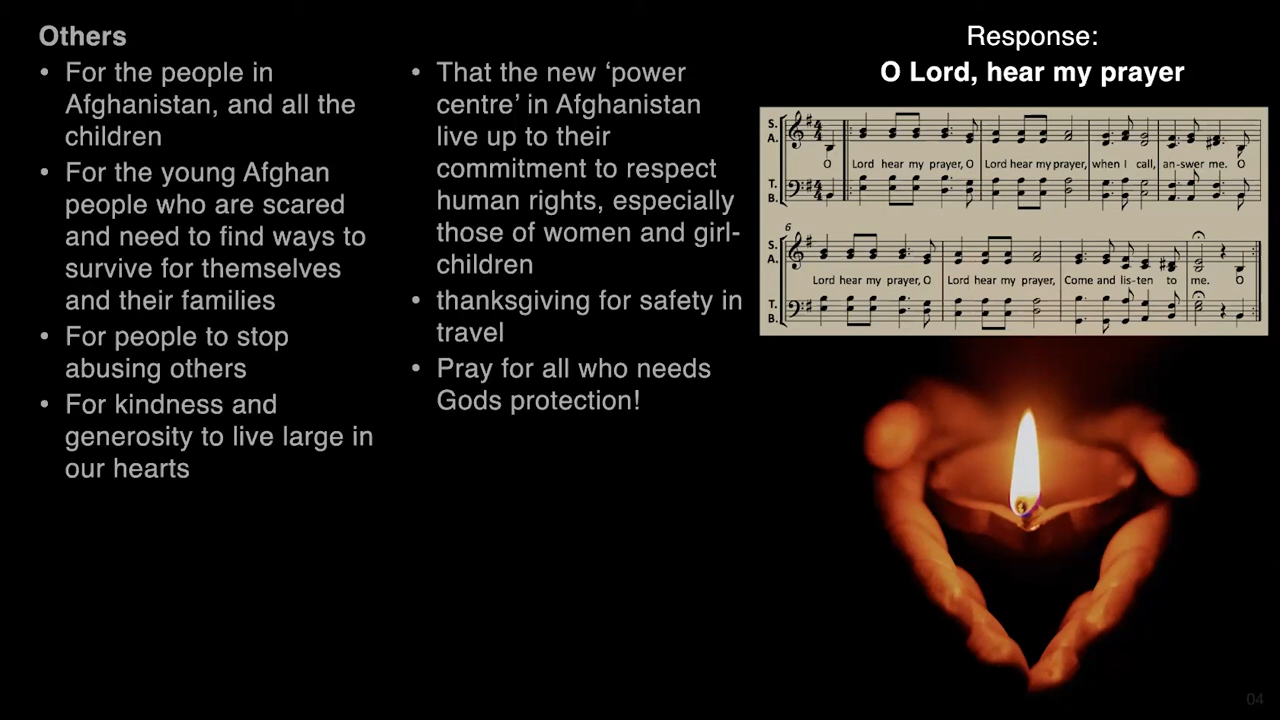 Others
• For the people in
Afghanistan, and all the
children
• For the young Afghan
people who are scared
and need to find ways to
survive for themselves
and their families
• For people to stop
abusing others
• For kindness and
generosity to live large in
our hearts
• That the new ‘power
centre’ in Afghanistan
live up to their
commitment to respect
human rights, especially
those of women and girl-
children
• thanksgiving for safety in
travel
• Pray for all who needs
Gods protection!
Response:
O Lord, hear my prayer
S.
A.
O Lord hear my prayer, O Lord hear my prayer, when I call, an-swer me. O
T.
B.
6
S.
A.
Lord hear my prayer, O Lord hear my prayer, Come and lis-ten to me. O
T.
B.
04